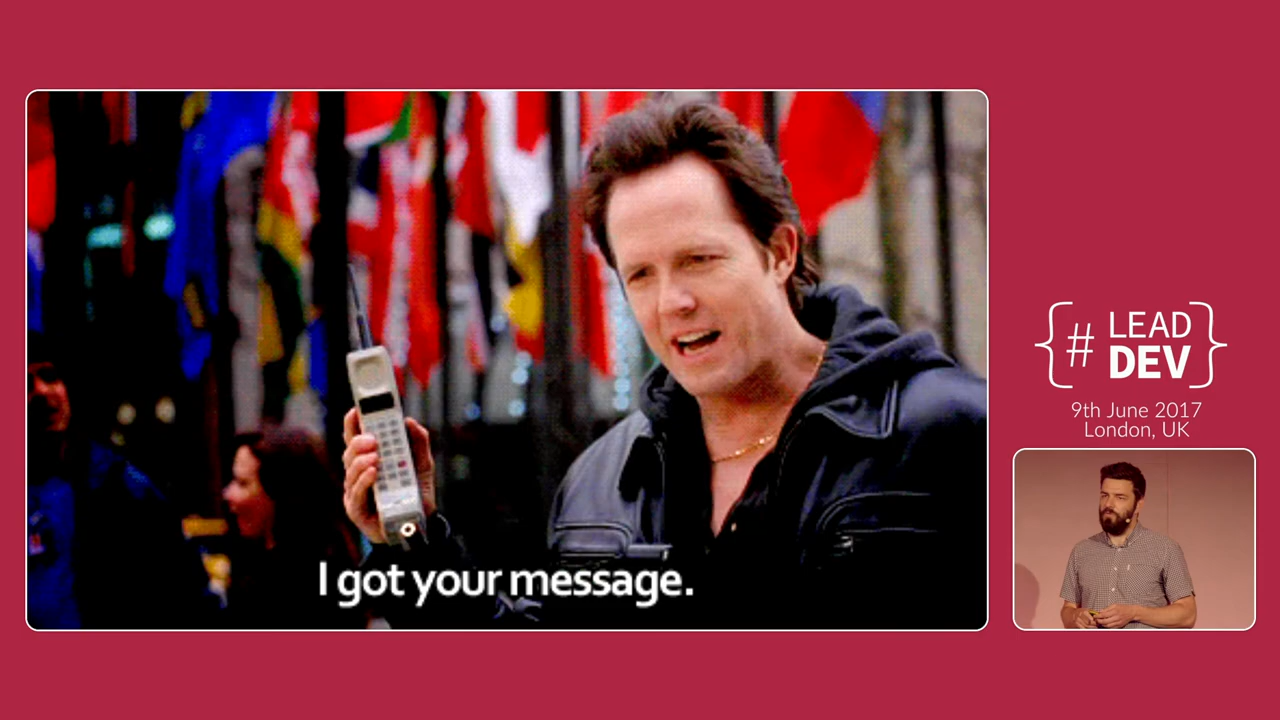 I got your message.
{# LEAD
DEV}
9th June 2017
London, UK